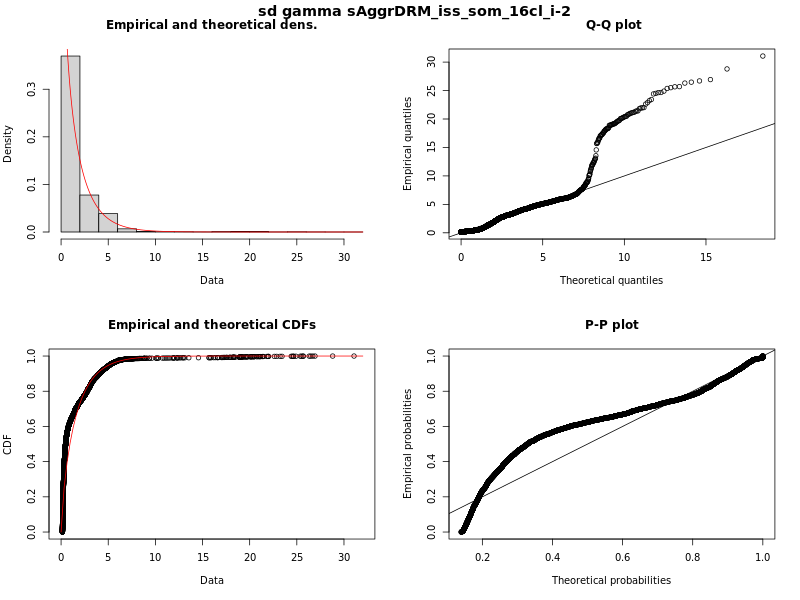 sd gamma sAggrDRM_iss_som_16cl_i-2
Empirical and theoretical dens.
Density
0.0 0.1 0.2 0.3
0 5 10 15 20 25 30
Data
Q-Q plot
Empirical quantiles
0 5 10 15 20 25 30
0 5 10 15
Theoretical quantiles
Empirical and theoretical CDFs
CDF
0.0 0.2 0.4 0.6 0.8 1.0
0 5 10 15 20 25 30
Data
P-P plot
Empirical probabilities
0.0 0.2 0.4 0.6 0.8 1.0
0.2 0.4 0.6 0.8 1.0
Theoretical probabilities